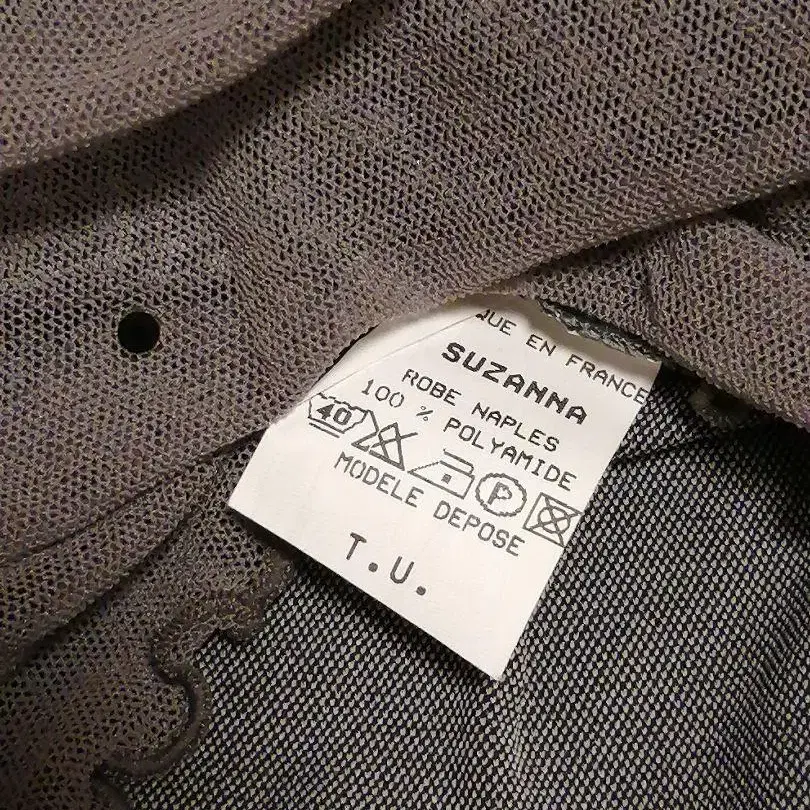 QUE EN FRANCE
SUZANNA
ROBE NAPLES
100 % POLYAMIDE
40 P
MODELE DEPOSE
T.U.